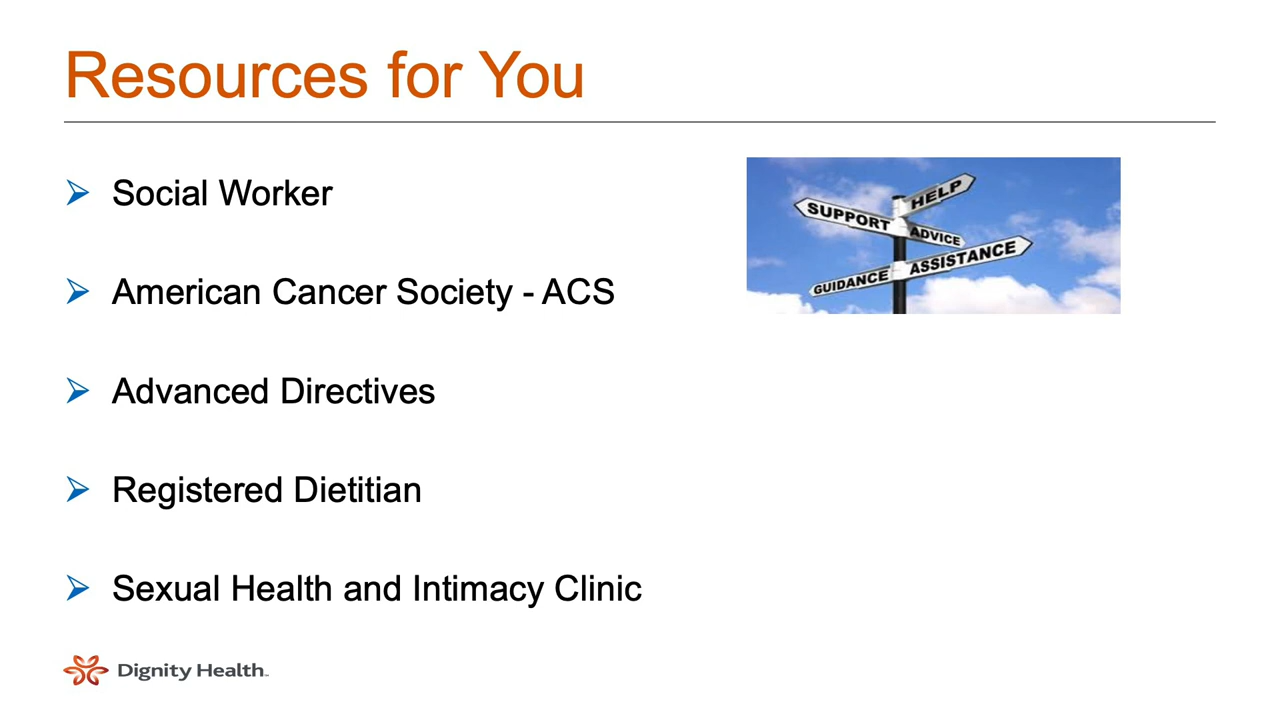 Resources for You
Social Worker
American Cancer Society - ACS
Advanced Directives
Registered Dietitian
Sexual Health and Intimacy Clinic
HELP
SUPPORT
ADVICE
ASSISTANCE
GUIDANCE
Dignity Health™